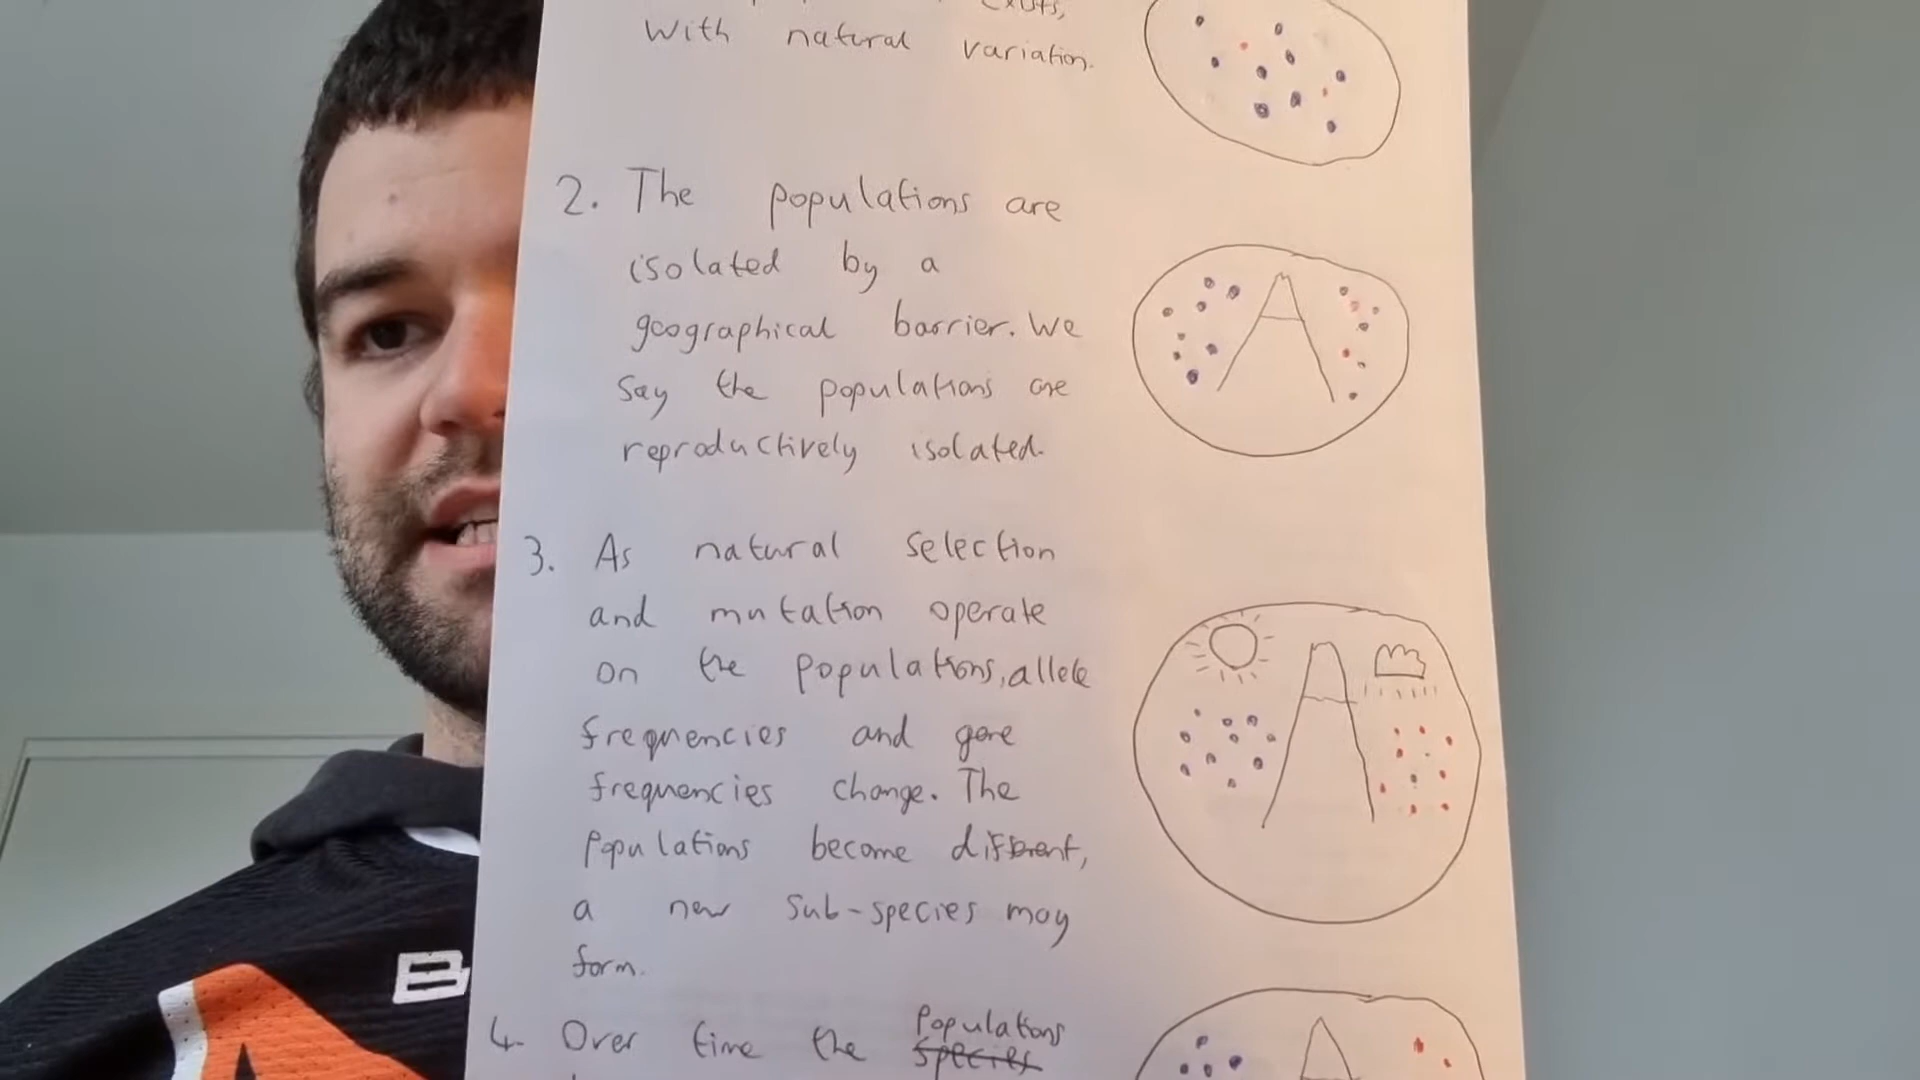 exists,
With natural variation.
2. The populations are
isolated by a
geographical barrier. We
say the populations are
reproductively isolated.
3. As natural selection
and mutation operate
on the populations, allele
frequencies and gene
frequencies change. The
populations become different,
a new sub-species may
form.
4. Over time the populations
species
B